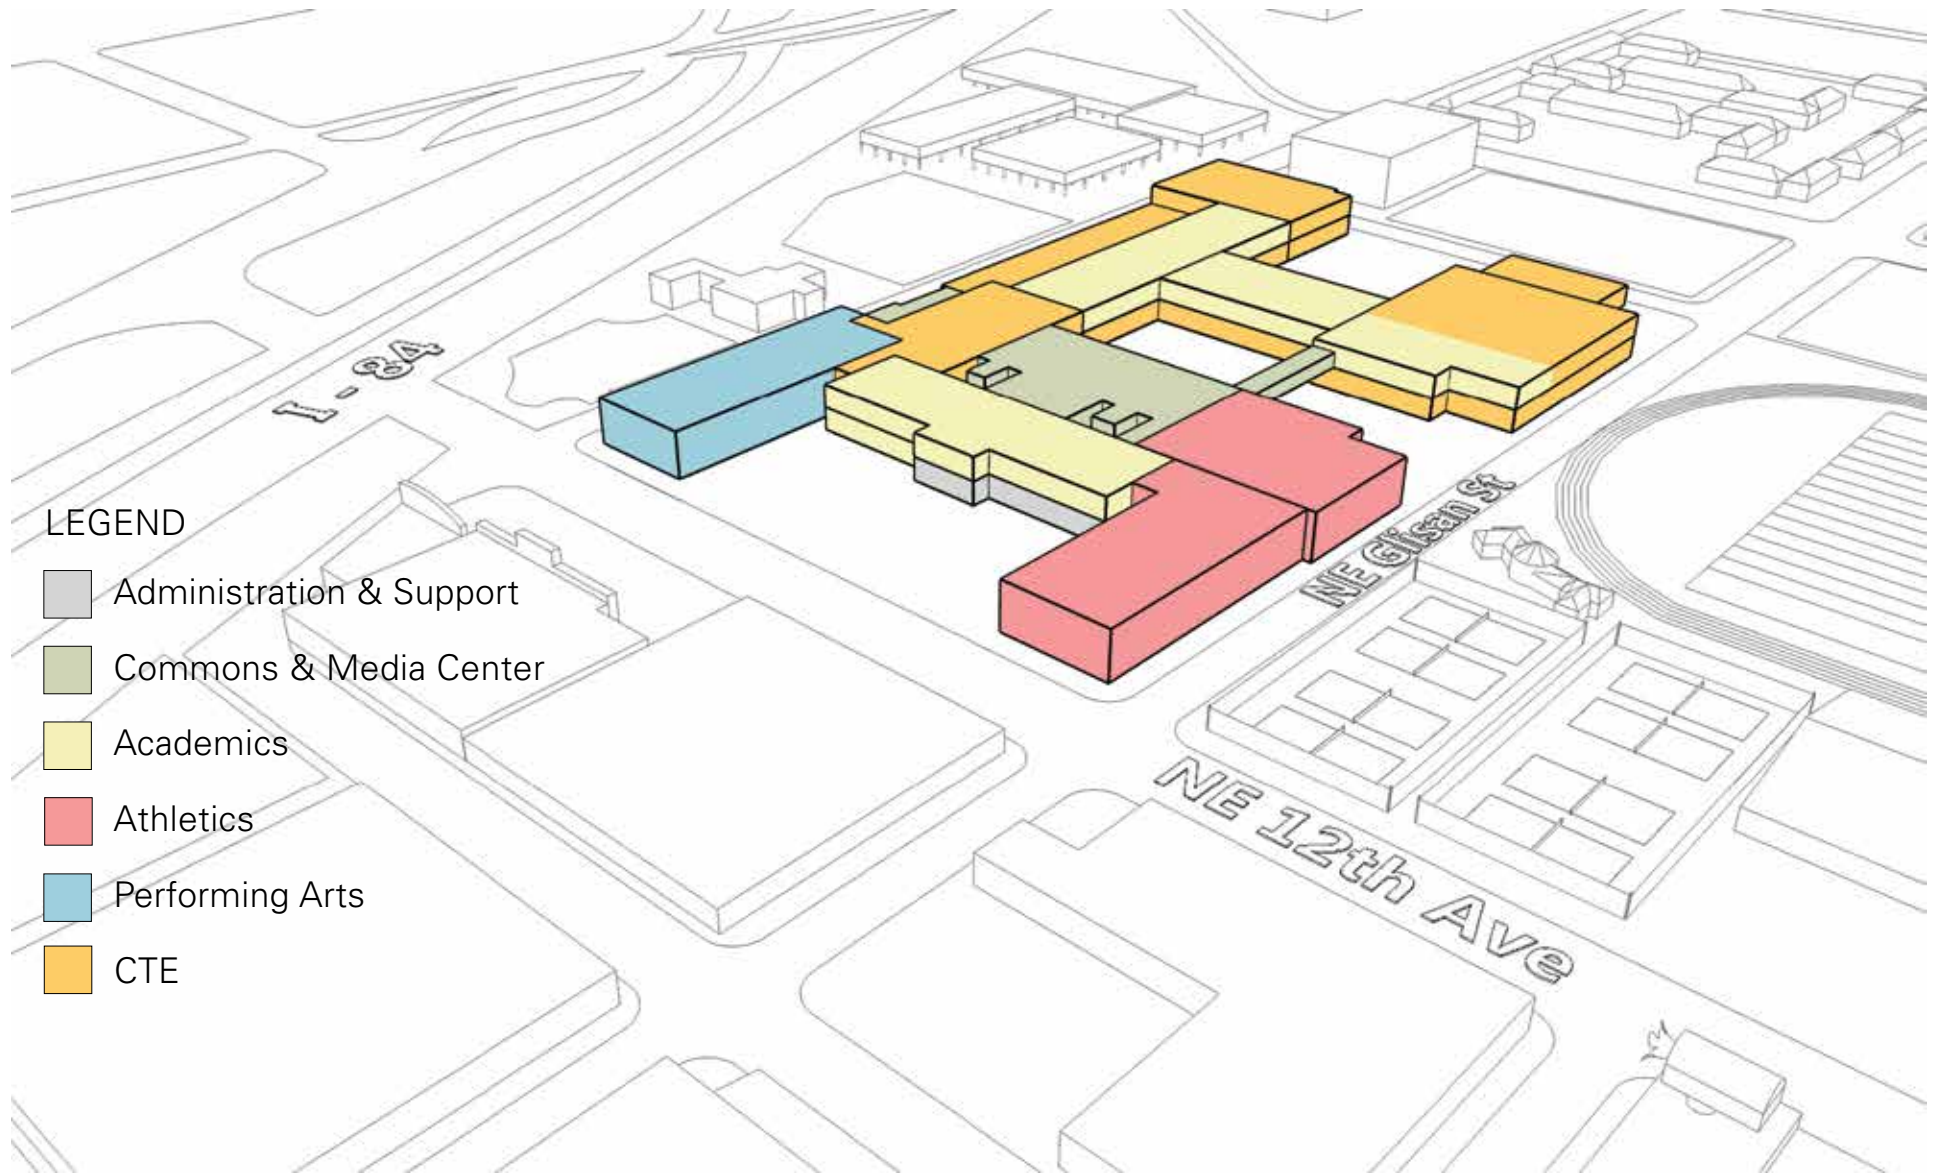 I - 84
NE Glisan St
LEGEND
Administration & Support
Commons & Media Center
Academics
Athletics
Performing Arts
CTE
NE 12th Ave